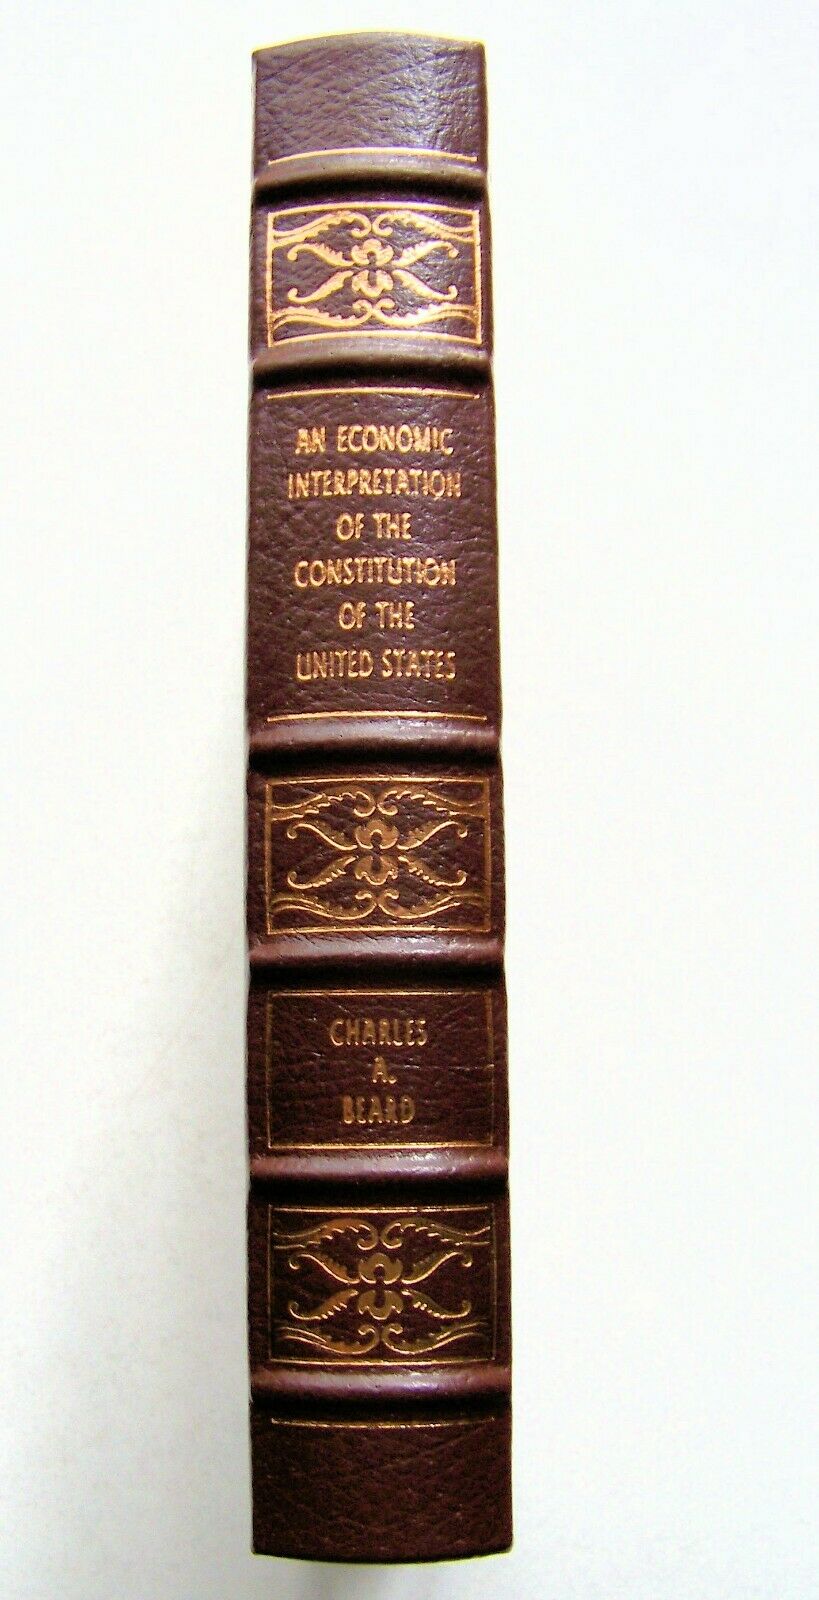 AN ECONOMIC
INTERPRETATION
OF THE
CONSTITUTION
OF THE
UNITED STATES
CHARLES
A.
BEARD